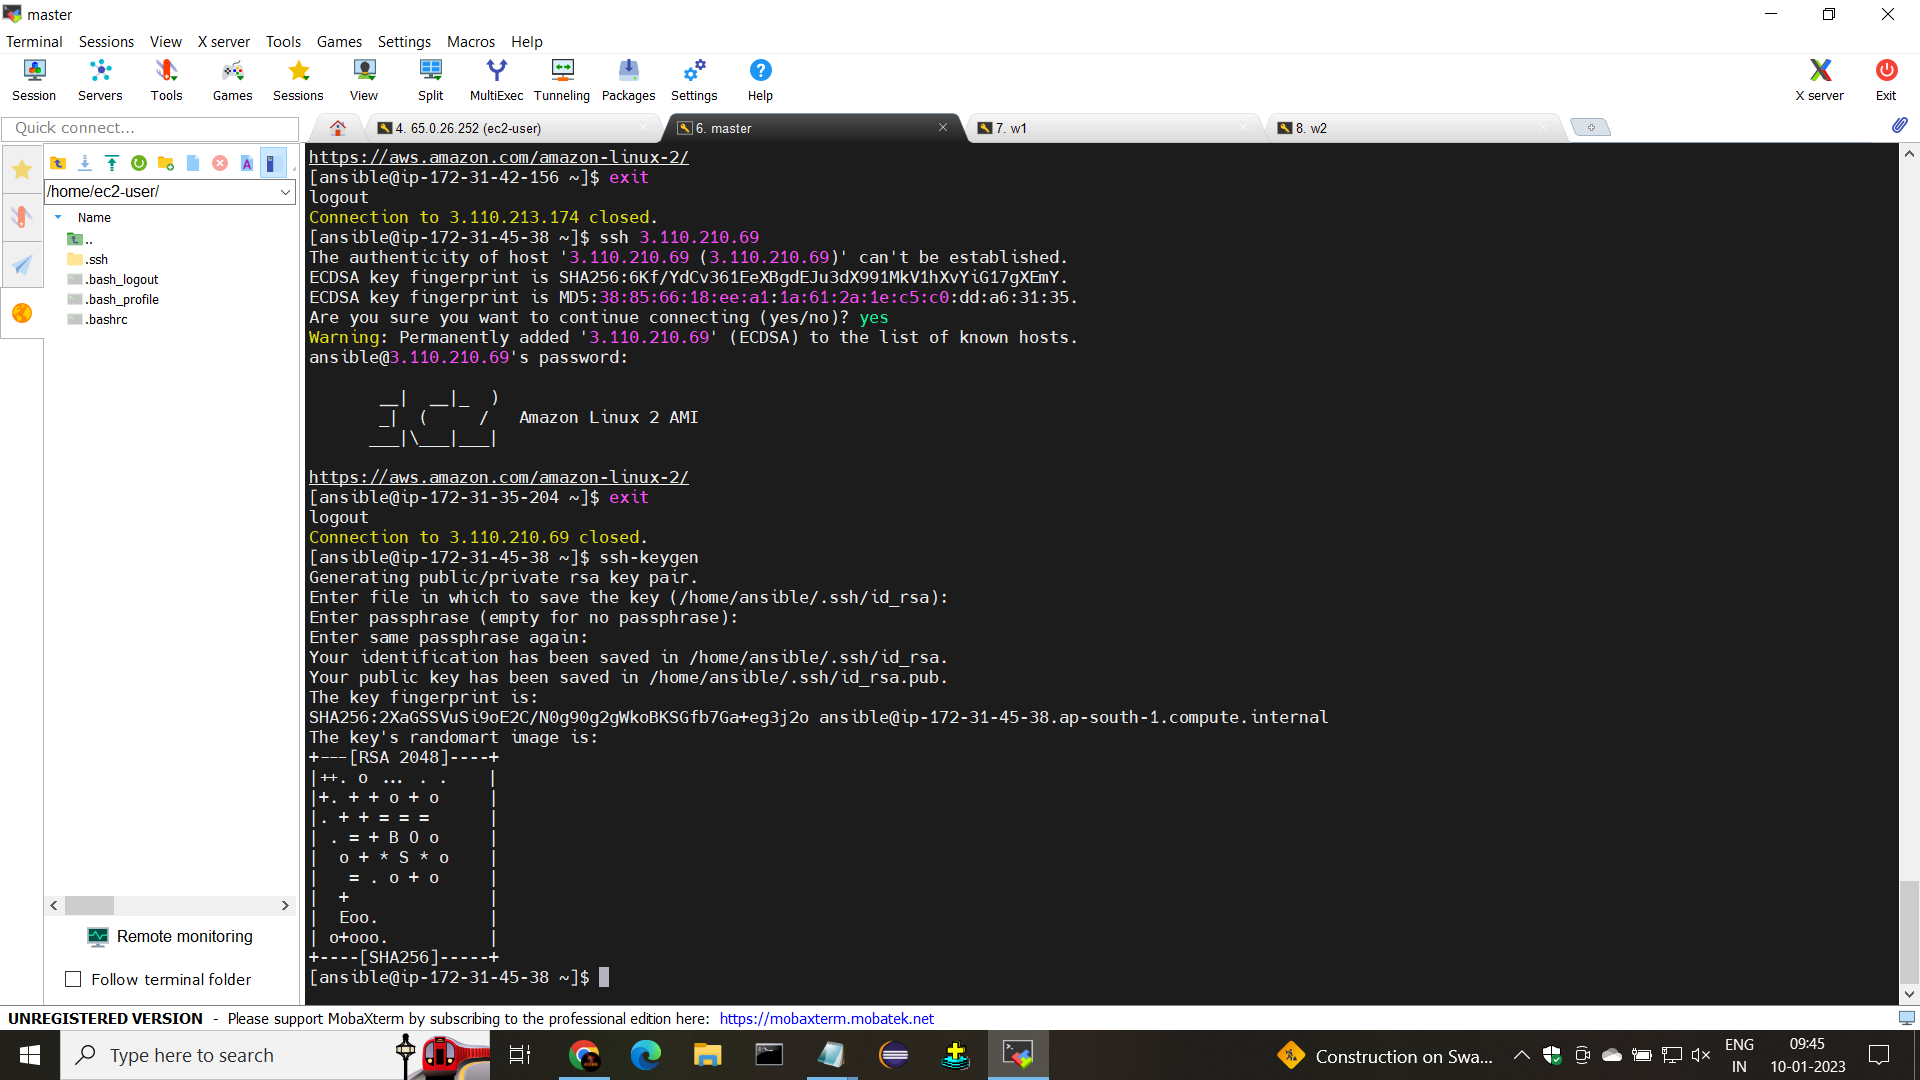 master
Terminal Sessions View X server Tools Games Settings Macros Help
Session Servers Tools Games Sessions View Split MultiExec Tunneling Packages Settings Help X server Exit
Quick connect...
4. 65.0.26.252 (ec2-user)
6. master
7. w1
8. w2
/home/ec2-user/
Name
..
.ssh
.bash_logout
.bash_profile
.bashrc
Remote monitoring
Follow terminal folder
https://aws.amazon.com/amazon-linux-2/
[ansible@ip-172-31-42-156 ~]$ exit
logout
Connection to 3.110.213.174 closed.
[ansible@ip-172-31-45-38 ~]$ ssh 3.110.210.69
The authenticity of host '3.110.210.69 (3.110.210.69)' can't be established.
ECDSA key fingerprint is SHA256:6Kf/YdCv361EeXBgdEJu3dX991MkV1hXvYiG17gXEmY.
ECDSA key fingerprint is MD5:38:85:66:18:ee:a1:1a:61:2a:1e:c5:c0:dd:a6:31:35.
Are you sure you want to continue connecting (yes/no)? yes
Warning: Permanently added '3.110.210.69' (ECDSA) to the list of known hosts.
ansible@3.110.210.69's password:
       __|  __|_  )
       _|  (     /   Amazon Linux 2 AMI
      ___|\___|___|
https://aws.amazon.com/amazon-linux-2/
[ansible@ip-172-31-35-204 ~]$ exit
logout
Connection to 3.110.210.69 closed.
[ansible@ip-172-31-45-38 ~]$ ssh-keygen
Generating public/private rsa key pair.
Enter file in which to save the key (/home/ansible/.ssh/id_rsa):
Enter passphrase (empty for no passphrase):
Enter same passphrase again:
Your identification has been saved in /home/ansible/.ssh/id_rsa.
Your public key has been saved in /home/ansible/.ssh/id_rsa.pub.
The key fingerprint is:
SHA256:2XaGSSVuSi9oE2C/N0g90g2gWkoBKSGfb7Ga+eg3j2o ansible@ip-172-31-45-38.ap-south-1.compute.internal
The key's randomart image is:
+---[RSA 2048]----+
|++. o ... . .    |
|+. + + o + o     |
|. + + = = =      |
| . = + B O o     |
|  o + * S * o    |
|   = . o + o     |
|  +              |
|  Eoo.           |
| o+ooo.          |
+----[SHA256]-----+
[ansible@ip-172-31-45-38 ~]$
UNREGISTERED VERSION - Please support MobaXterm by subscribing to the professional edition here: https://mobaxterm.mobatek.net
Type here to search
Construction on Swa...
ENG
IN
09:45
10-01-2023